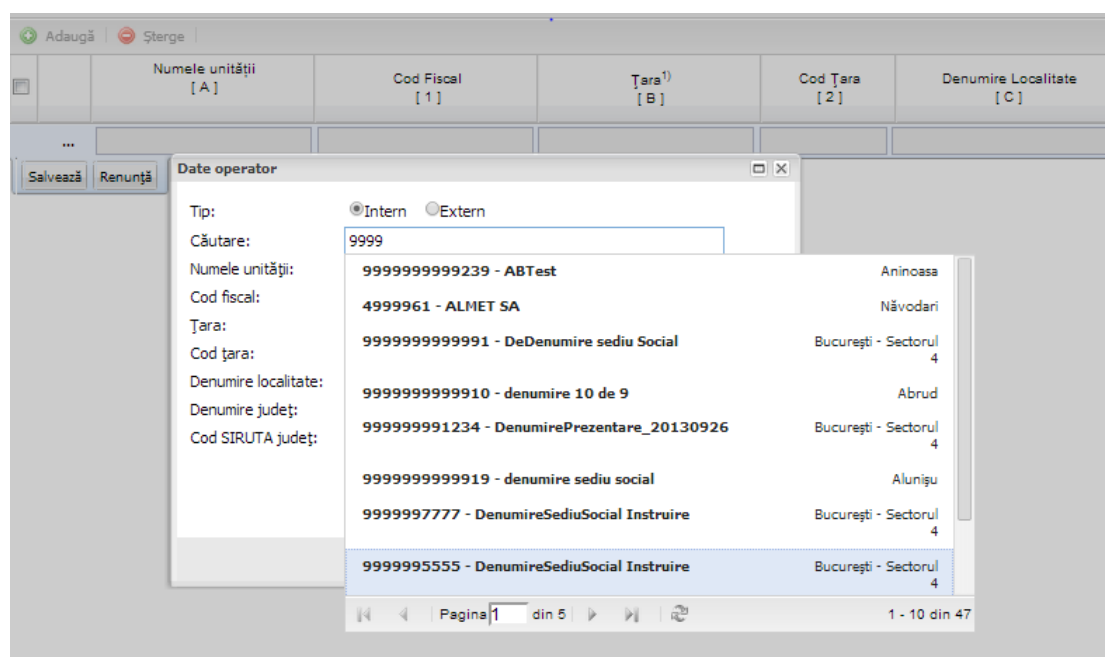 Adaugă Șterge
Numele unității Cod Fiscal Țara1) Cod Țara Denumire Localitate
[ A ] [ 1 ] [ B ] [ 2 ] [ C ]
...
Salvează Renunță
Date operator
Tip: Intern Extern
Căutare: 9999
Numele unității:
Cod fiscal:
Țara:
Cod țara:
Denumire localitate:
Denumire județ:
Cod SIRUTA județ:
9999999999239 - ABTest Aninoasa
4999961 - ALMET SA Năvodari
9999999999991 - DeDenumire sediu Social București - Sectorul
4
9999999999910 - denumire 10 de 9 Abrud
999999991234 - DenumirePrezentare_20130926 București - Sectorul
4
9999999999919 - denumire sediu social Alunișu
9999997777 - DenumireSediuSocial Instruire București - Sectorul
4
9999995555 - DenumireSediuSocial Instruire București - Sectorul
4
Pagina 1 din 5 1 - 10 din 47